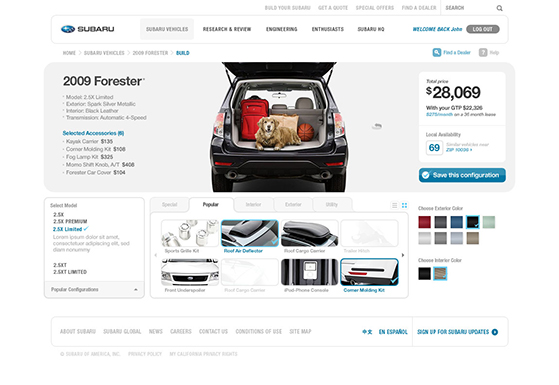 BUILD YOUR SUBARU GET A QUOTE SPECIAL OFFERS FIND A DEALER SEARCH
SUBARU SUBARU VEHICLES RESEARCH & REVIEW ENGINEERING ENTHUSIASTS SUBARU HQ WELCOME BACK John LOG OUT
HOME SUBARU VEHICLES 2009 FORESTER BUILD Find a Dealer Help
2009 Forester
· Model: 2.5X Limited
· Exterior: Spark Silver Metallic
· Interior: Black Leather
· Transmission: Automatic 4-Speed
Selected Accessories (6)
· Kayak Carrier $135
· Corner Molding Kit $108
· Fog Lamp Kit $325
· Momo Shift Knob, A/T $408
· Forester Car Cover $104
Total price
$28,069
With your GTP $22,326
$275/month on a 36 month lease
Local Availability
69 Similar vehicles near
ZIP 10036
Save this configuration
Select Model
2.5X
2.5X PREMIUM
2.5X Limited
Lorem ipsum dolor sit amet, consectetur adipiscing elit diam nonummy
2.5XT
2.5XT LIMITED
Popular Configurations
Special Popular Interior Exterior Utility
Sports Grille Kit Roof Air Deflector Roof Cargo Carrier Trailer Hitch
Front Underspoiler Roof Cargo Carrier iPod-Phone Console Corner Molding Kit
Choose Exterior Color
Choose Interior Color
ABOUT SUBARU SUBARU GLOBAL NEWS CAREERS CONTACT US CONDITIONS OF USE SITE MAP 中文 EN ESPAÑOL SIGN UP FOR SUBARU UPDATES
© SUBARU OF AMERICA, INC. PRIVACY POLICY MY CALIFORNIA PRIVACY RIGHTS